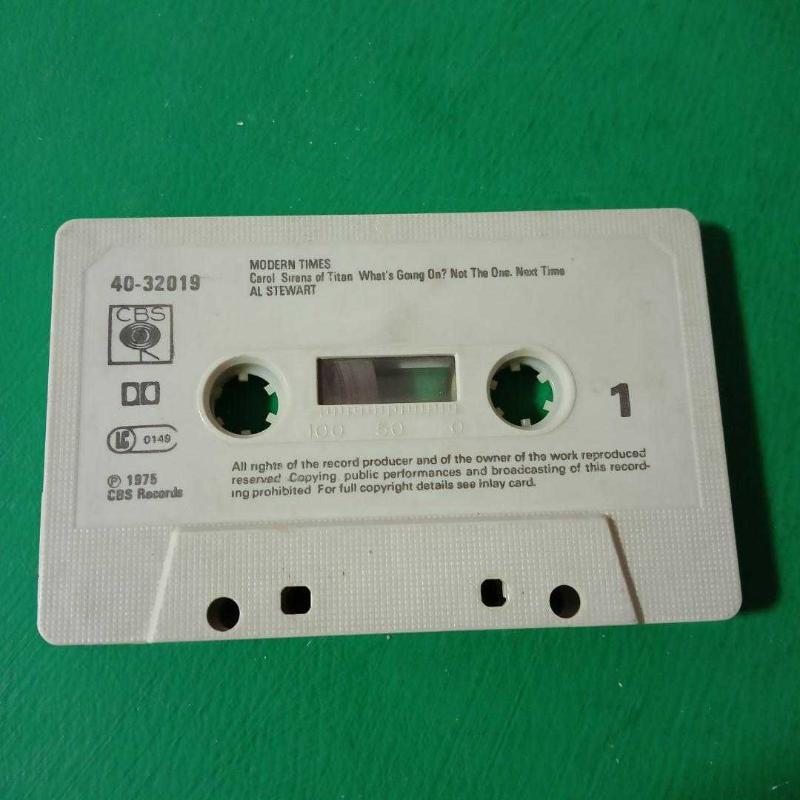 MODERN TIMES
Carol Sirens of Titan What's Going On? Not The One. Next Time
AL STEWART
40-32019
CBS
1
LC 0149
100 50 0
℗ 1975
CBS Records
All rights of the record producer and of the owner of the work reproduced
reserved Copying public performances and broadcasting of this record-
ing prohibited For full copyright details see inlay card.